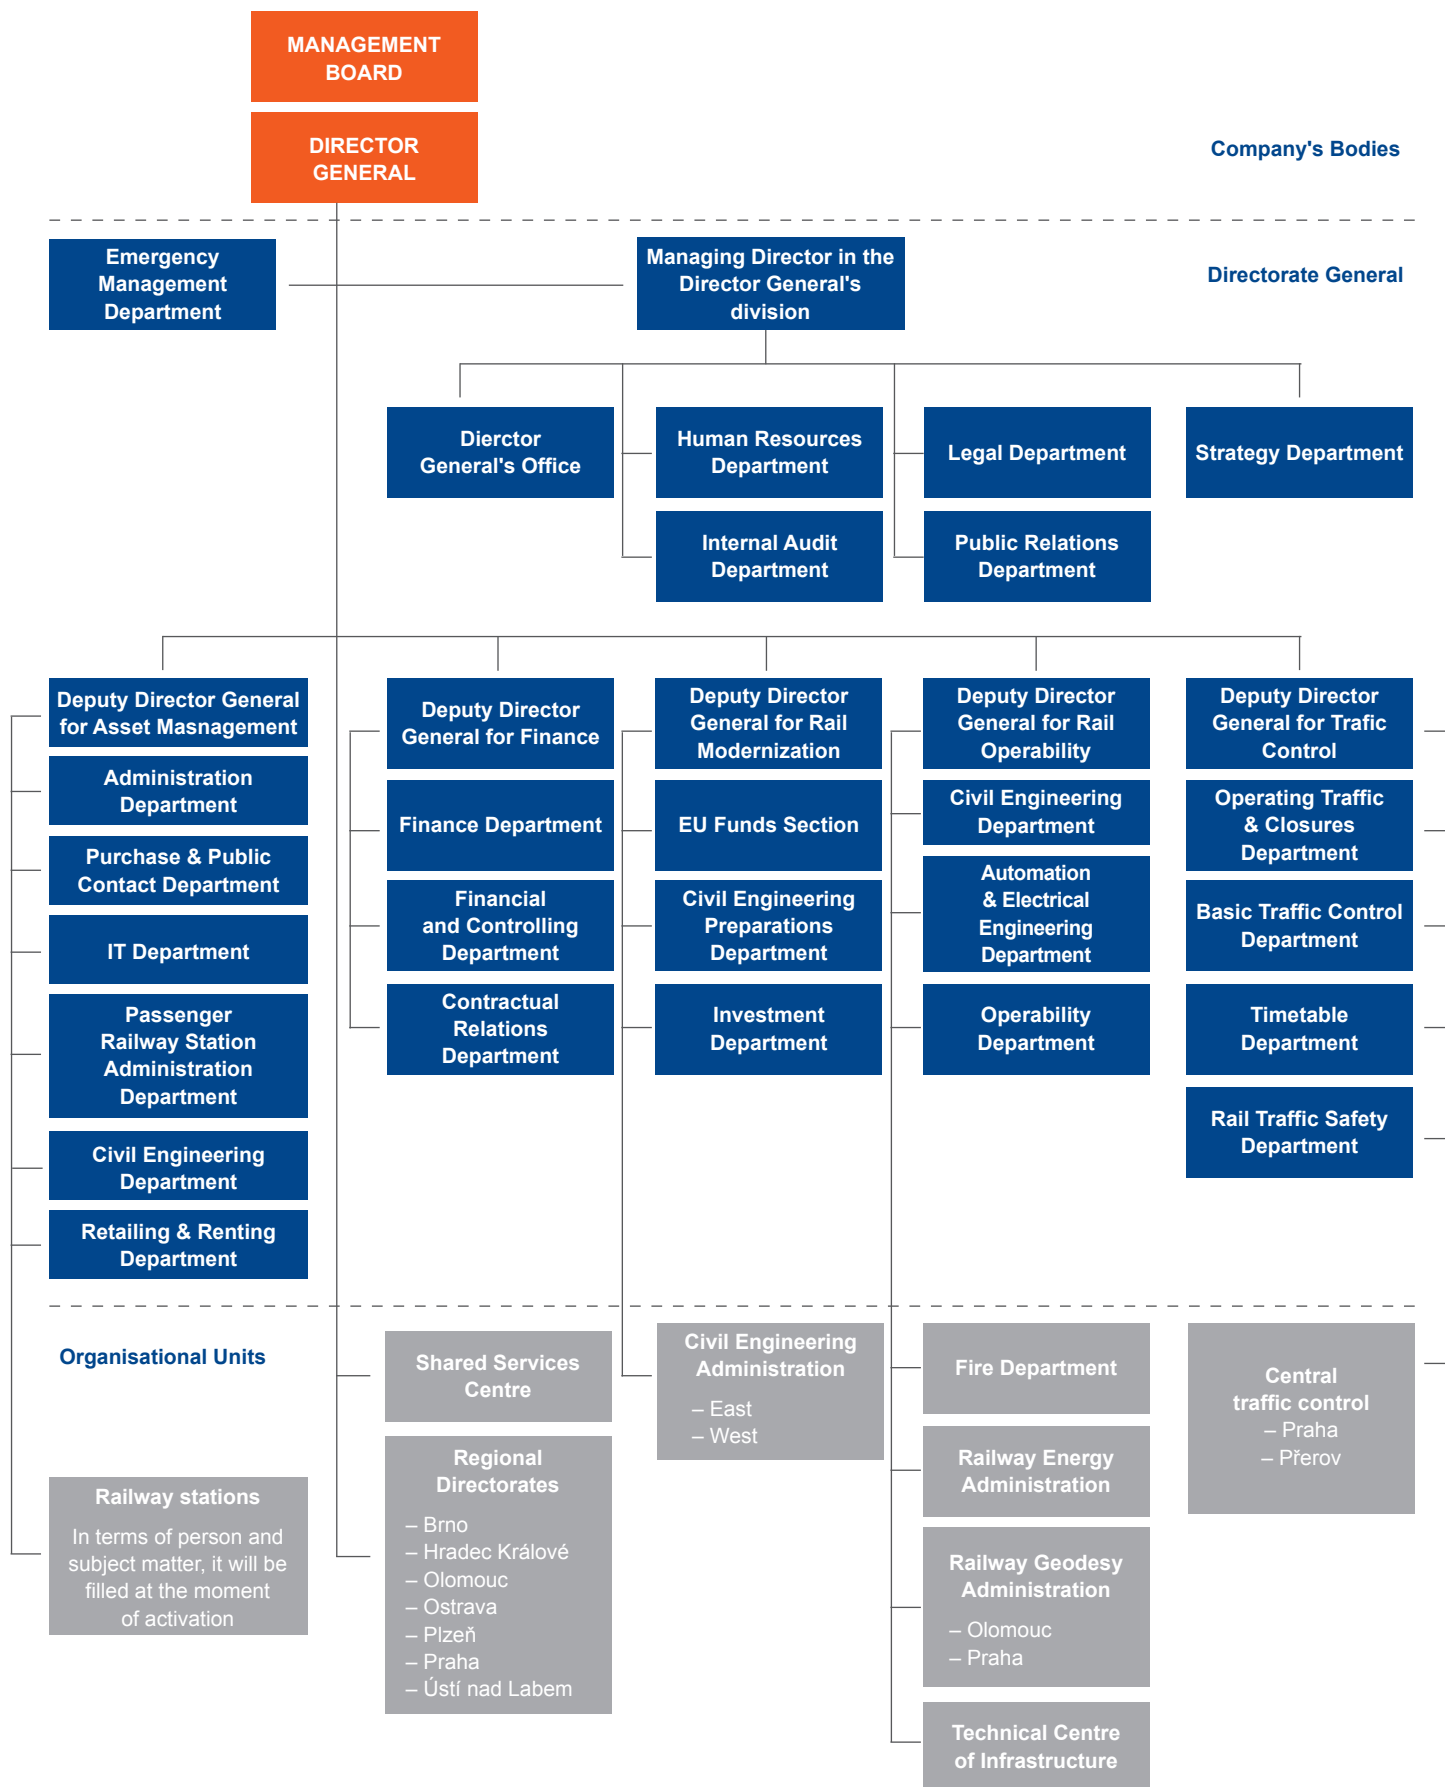 MANAGEMENT
BOARD
DIRECTOR
GENERAL
Company's Bodies
Emergency
Management
Department
Managing Director in the
Director General's
division
Directorate General
Dierctor
General's Office
Human Resources
Department
Legal Department
Strategy Department
Internal Audit
Department
Public Relations
Department
Deputy Director General
for Asset Masnagement
Administration
Department
Purchase & Public
Contact Department
IT Department
Passenger
Railway Station
Administration
Department
Civil Engineering
Department
Retailing & Renting
Department
Deputy Director
General for Finance
Finance Department
Financial
and Controlling
Department
Contractual
Relations
Department
Deputy Director
General for Rail
Modernization
EU Funds Section
Civil Engineering
Preparations
Department
Investment
Department
Deputy Director
General for Rail
Operability
Civil Engineering
Department
Automation
& Electrical
Engineering
Department
Operability
Department
Deputy Director
General for Trafic
Control
Operating Traffic
& Closures
Department
Basic Traffic Control
Department
Timetable
Department
Rail Traffic Safety
Department
Organisational Units
Railway stations
In terms of person and
subject matter, it will be
filled at the moment
of activation
Shared Services
Centre
Regional
Directorates
– Brno
– Hradec Králové
– Olomouc
– Ostrava
– Plzeň
– Praha
– Ústí nad Labem
Civil Engineering
Administration
– East
– West
Fire Department
Railway Energy
Administration
Railway Geodesy
Administration
– Olomouc
– Praha
Technical Centre
of Infrastructure
Central
traffic control
– Praha
– Přerov